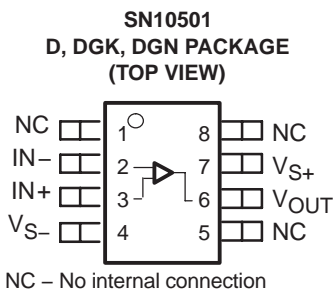 SN10501
D, DGK, DGN PACKAGE
(TOP VIEW)
NC 1 8 NC
IN− 2 7 VS+
IN+ 3 6 VOUT
VS− 4 5 NC
NC − No internal connection